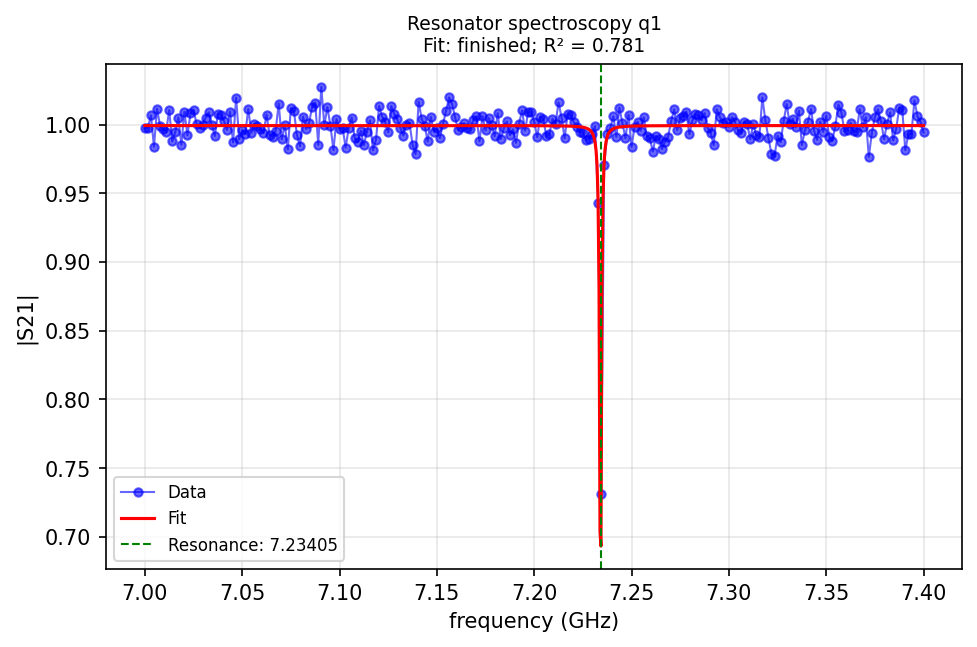 Resonator spectroscopy q1
Fit: finished; R² = 0.781
|S21|
1.00
0.95
0.90
0.85
0.80
0.75
0.70
Data
Fit
Resonance: 7.23405
7.00 7.05 7.10 7.15 7.20 7.25 7.30 7.35 7.40
frequency (GHz)